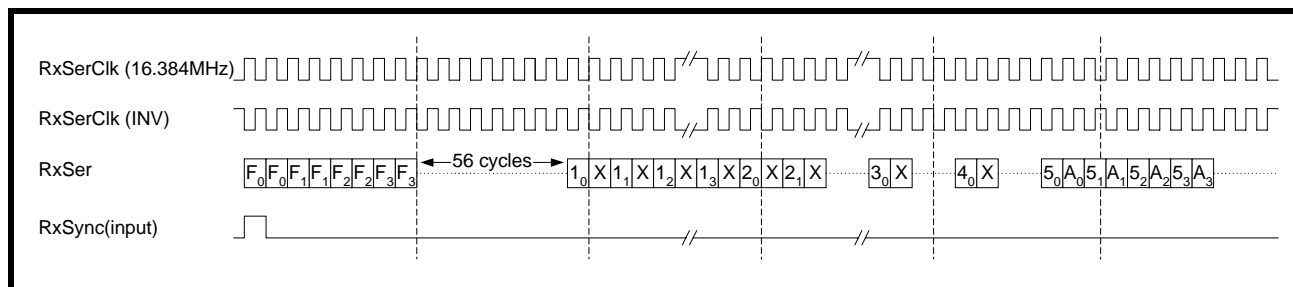 RxSerClk (16.384MHz)
RxSerClk (INV)
RxSer F₀ F₀ F₁ F₁ F₂ F₂ F₃ F₃ 56 cycles 1₀ X 1₁ X 1₂ X 1₃ X 2₀ X 2₁ X 3₀ X 4₀ X 5₀ A₀ 5₁ A₁ 5₂ A₂ 5₃ A₃
RxSync(input)